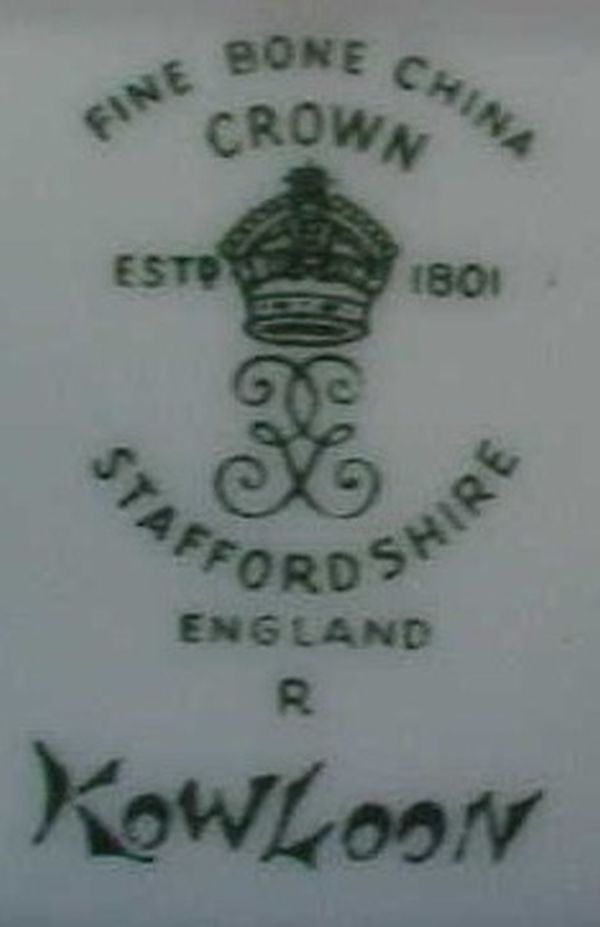 FINE BONE CHINA
CROWN
ESTD 1801
STAFFORDSHIRE
ENGLAND
R
KOWLOON